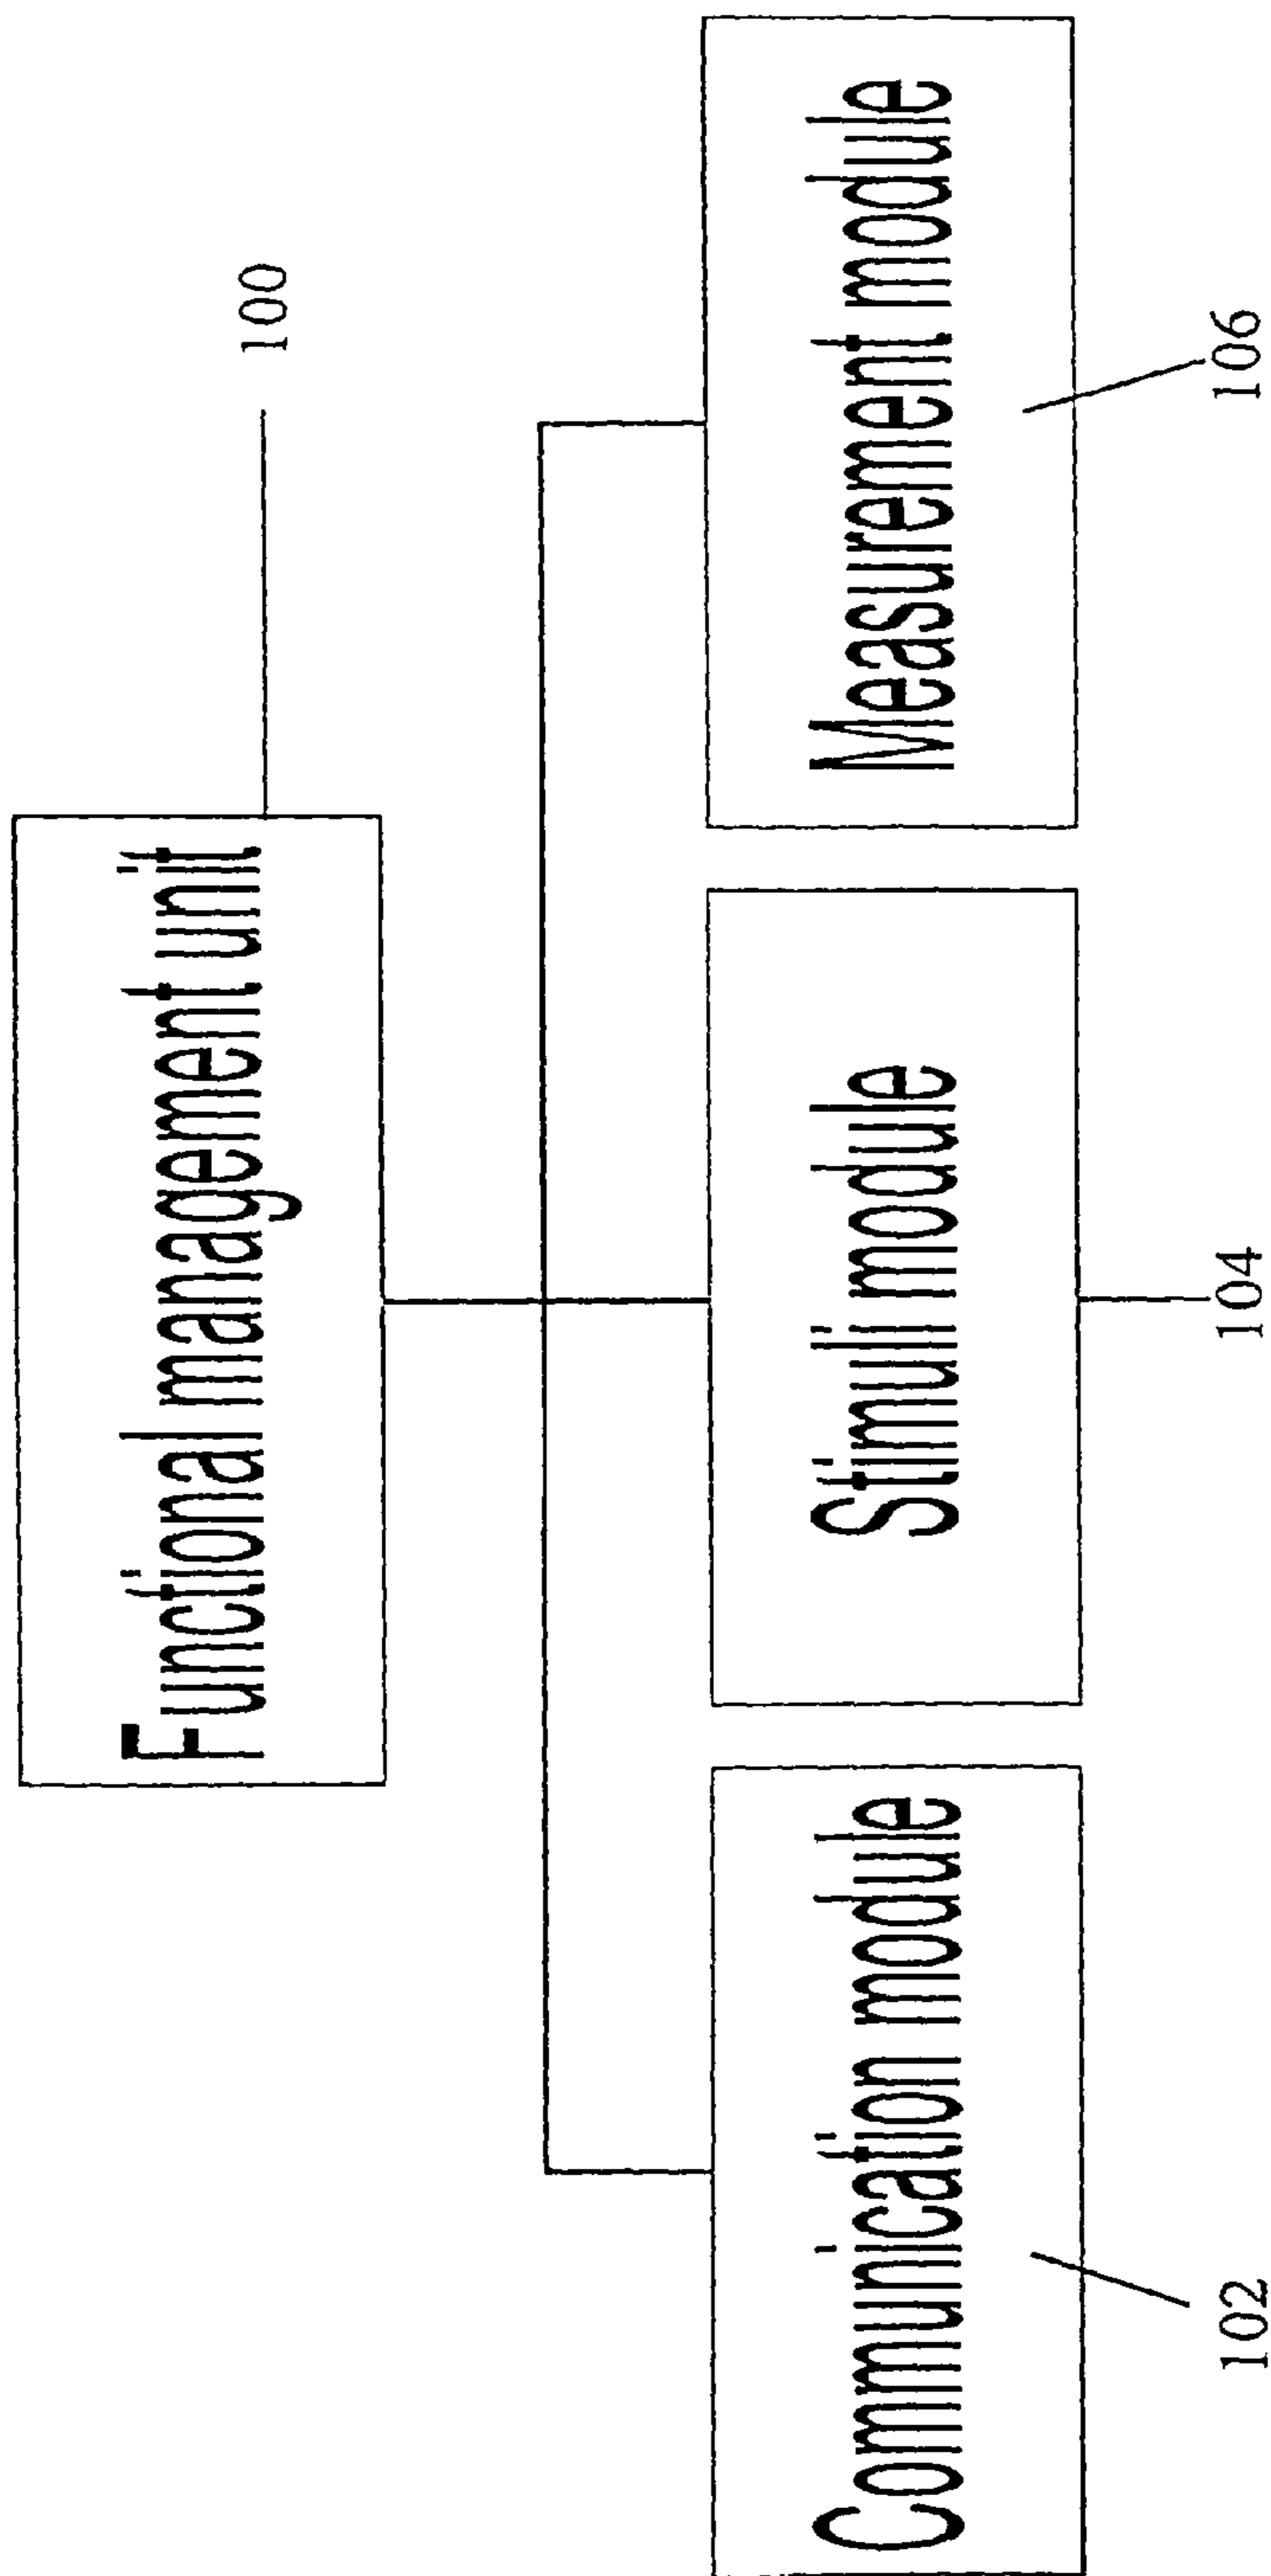 Functional management unit
100
Communication module
Stimuli module
Measurement module
102
104
106